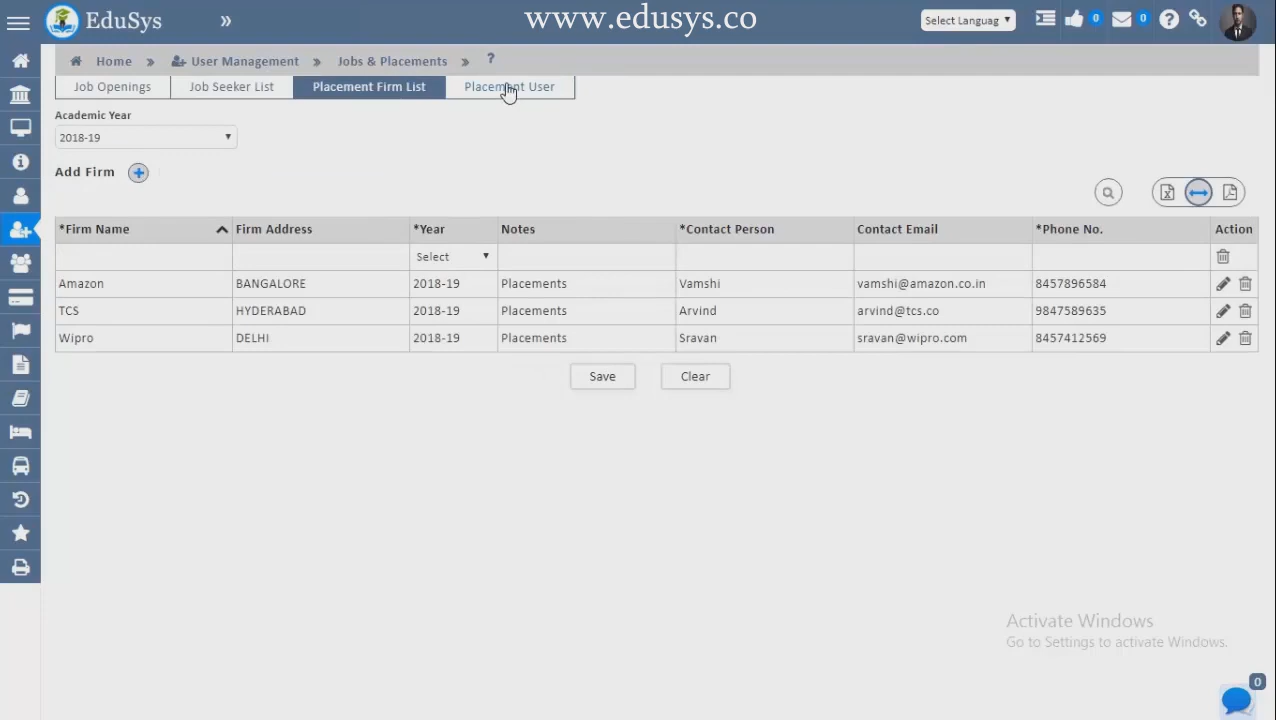 EduSys » www.edusys.co Select Languag 0 0 ?
Home » User Management » Jobs & Placements » ?
Job Openings Job Seeker List Placement Firm List Placement User
Academic Year
2018-19
Add Firm
*Firm Name Firm Address *Year Notes *Contact Person Contact Email *Phone No. Action
Select
Amazon BANGALORE 2018-19 Placements Vamshi vamshi@amazon.co.in 8457896584
TCS HYDERABAD 2018-19 Placements Arvind arvind@tcs.co 9847589635
Wipro DELHI 2018-19 Placements Sravan sravan@wipro.com 8457412569
Save Clear
Activate Windows
Go to Settings to activate Windows.
0